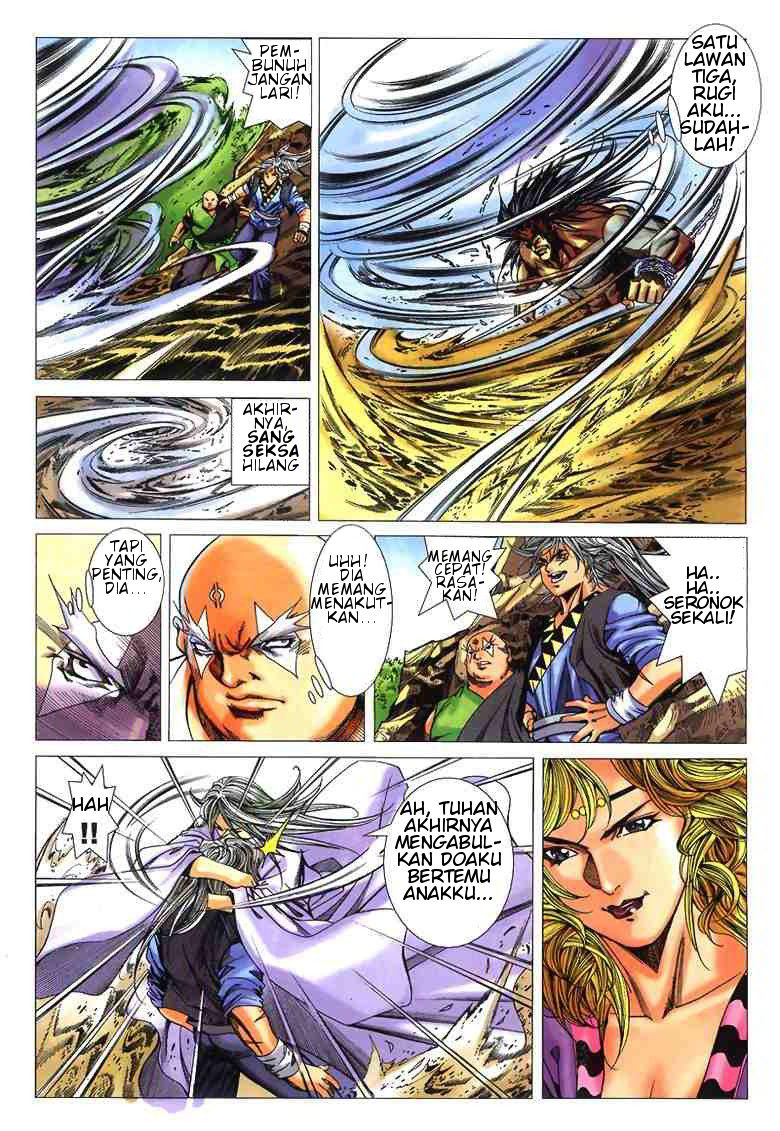 PEM-
BUNUH
JANGAN
LARI!
SATU
LAWAN
TIGA,
RUGI
AKU...
SUDAH-
LAH!
AKHIR-
NYA,
SANG
SEKSA
HILANG
TAPI
YANG
PENTING,
DIA...
UHH!
DIA
MEMANG
MENAKUT-
KAN...
MEMANG
CEPAT!
RASA-
KAN!
HA..
HA..
SERONOK
SEKALI!
HAH
!!
AH, TUHAN
AKHIRNYA
MENGABUL-
KAN DOAKU
BERTEMU
ANAKKU...